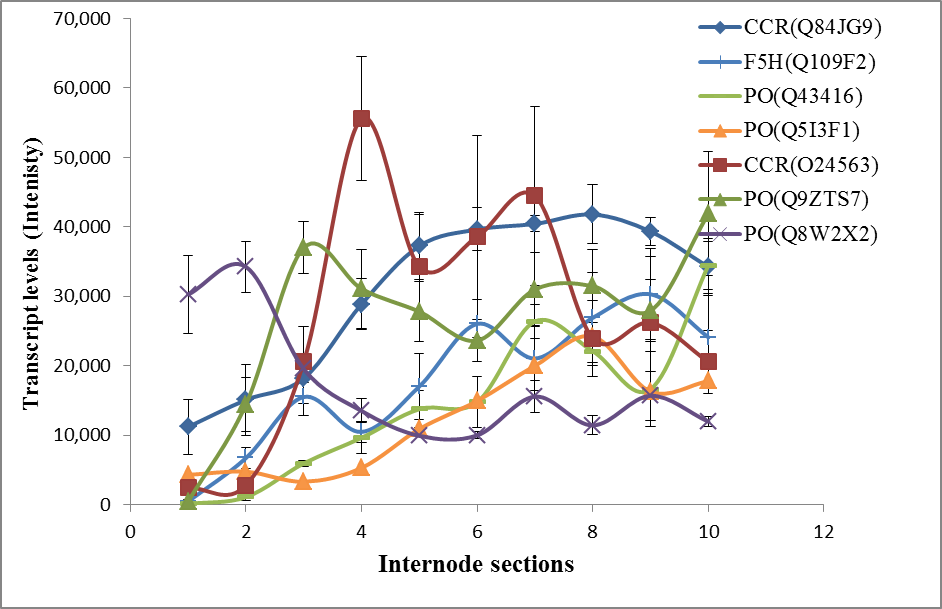 70,000
60,000
50,000
40,000
30,000
20,000
10,000
0
Transcript levels (Intenisty)
0 2 4 6 8 10 12
Internode sections
CCR(Q84JG9)
F5H(Q109F2)
PO(Q43416)
PO(Q5I3F1)
CCR(O24563)
PO(Q9ZTS7)
PO(Q8W2X2)